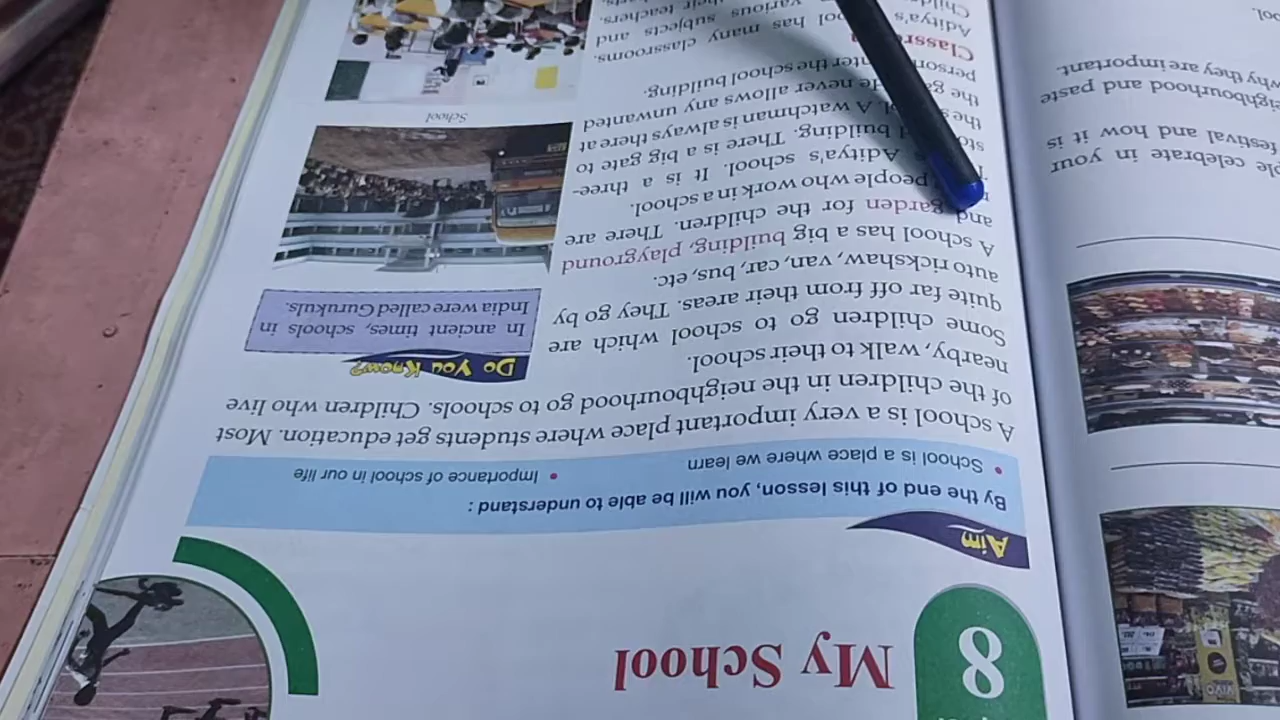 8
My School
Aim
By the end of this lesson, you will be able to understand :
• School is a place where we learn
• Importance of school in our life
A school is a very important place where students get education. Most
of the children in the neighbourhood go to schools. Children who live
nearby, walk to their school.
Some children go to school which are
quite far off from their areas. They go by
auto rickshaw, van, car, bus, etc.
A school has a big building, playground
and garden for the children. There are
people who work in a school.
Aditya's school. It is a three-
building. There is a big gate to
A watchman is always at there at
never allows any unwanted
person enter the school building.
Do You Know?
In ancient times, schools in
India were called Gurukuls.
School
Aditya's has many classrooms.
various subjects and
their teachers.
ple celebrate in your
festival and how it is
neighbourhood and paste
why they are important.
VIVO